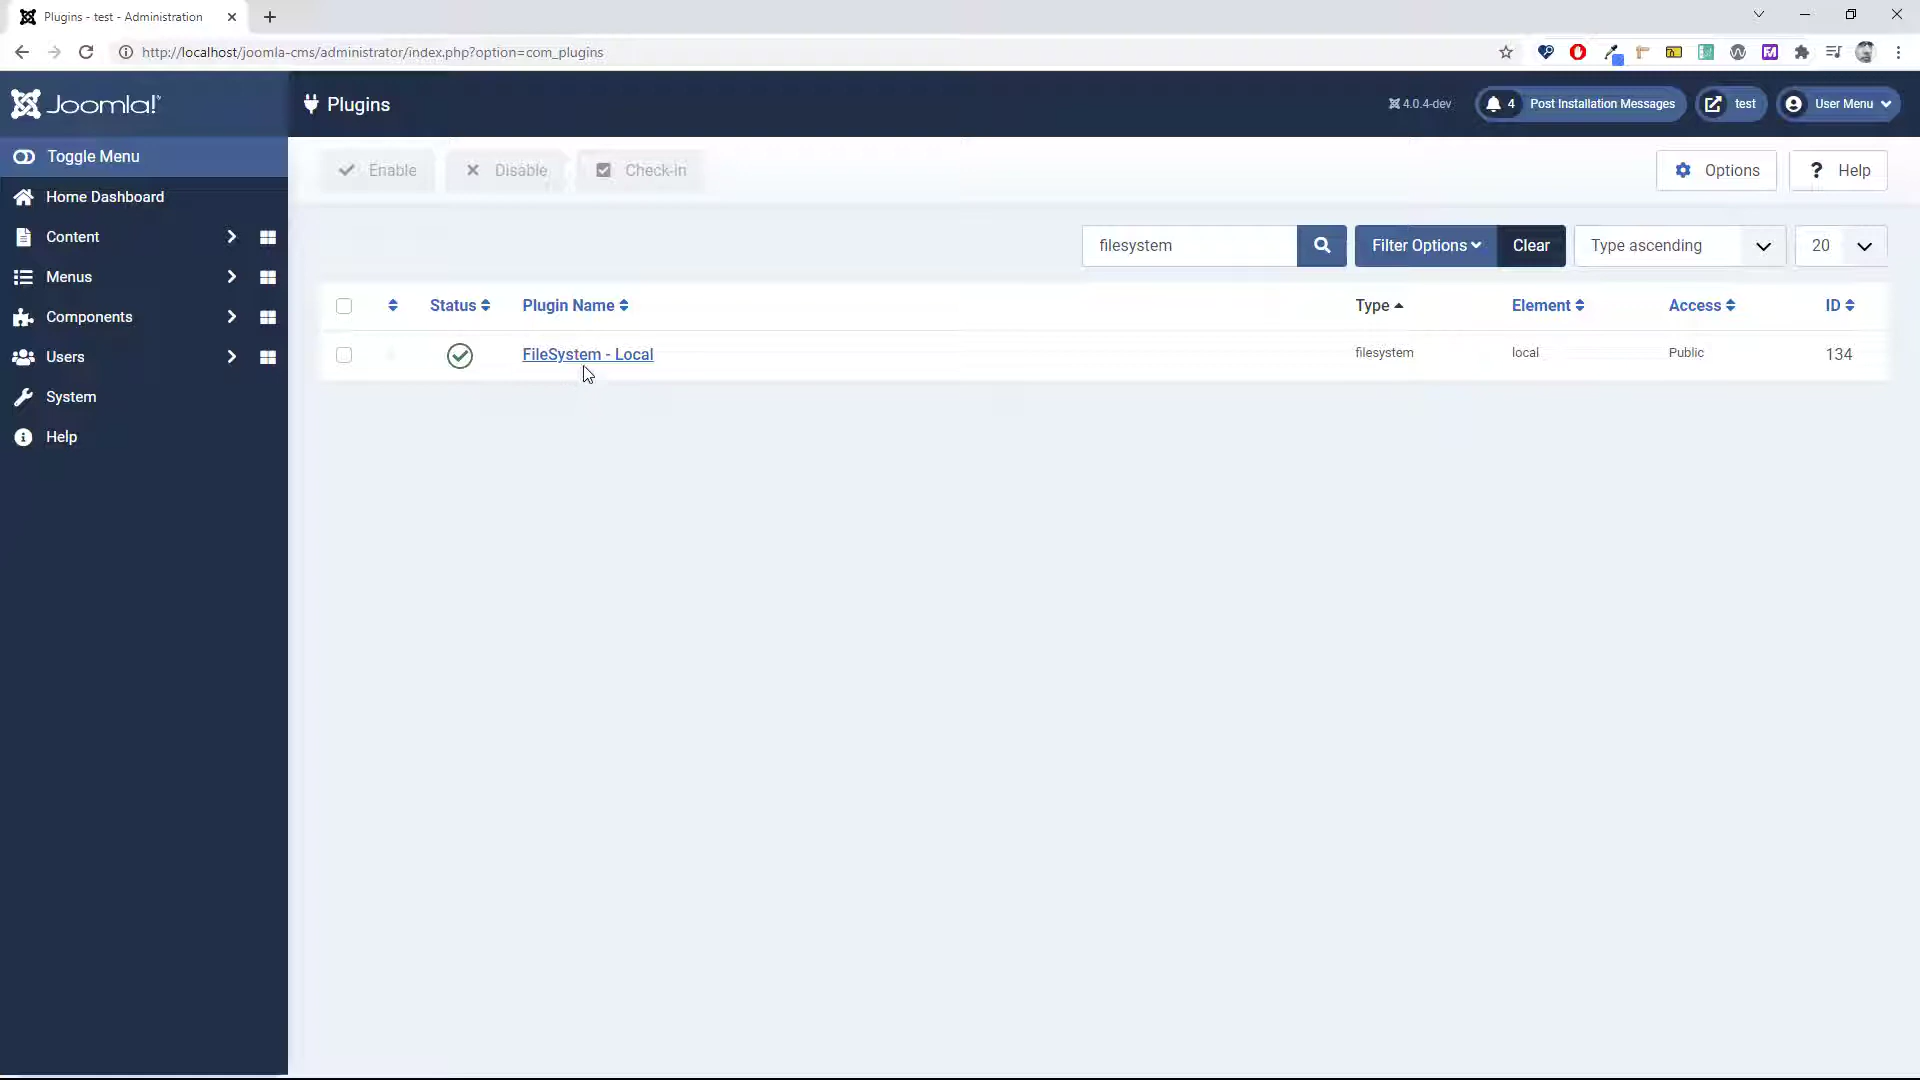 Plugins - test - Administration
http://localhost/joomla-cms/administrator/index.php?option=com_plugins
Joomla!
Plugins
4.0.4-dev
4 Post Installation Messages
test
User Menu
Toggle Menu
Home Dashboard
Content
Menus
Components
Users
System
Help
Enable
Disable
Check-in
Options
? Help
filesystem
Filter Options
Clear
Type ascending
20
Status
Plugin Name
Type
Element
Access
ID
FileSystem - Local
filesystem
local
Public
134